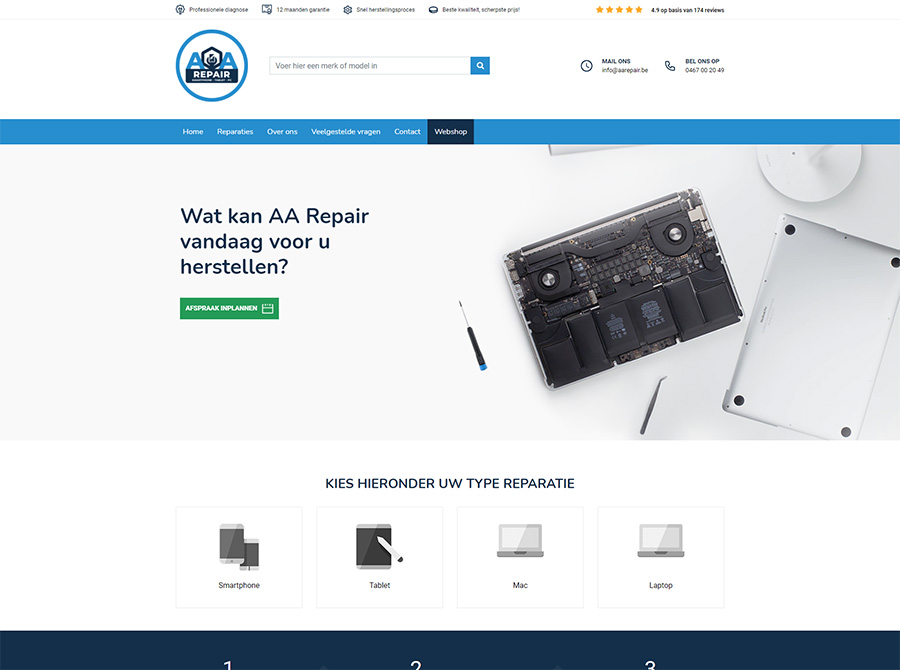 Professionele diagnose
12 maanden garantie
Snel herstellingsproces
Beste kwaliteit, scherpste prijs!
4.9 op basis van 174 reviews
AA
REPAIR
SMARTPHONE - TABLET - PC
Voer hier een merk of model in
MAIL ONS
info@aarepair.be
BEL ONS OP
0467 00 20 49
Home
Reparaties
Over ons
Veelgestelde vragen
Contact
Webshop
Wat kan AA Repair
vandaag voor u
herstellen?
AFSPRAAK INPLANNEN
KIES HIERONDER UW TYPE REPARATIE
Smartphone
Tablet
Mac
Laptop
1
2
3